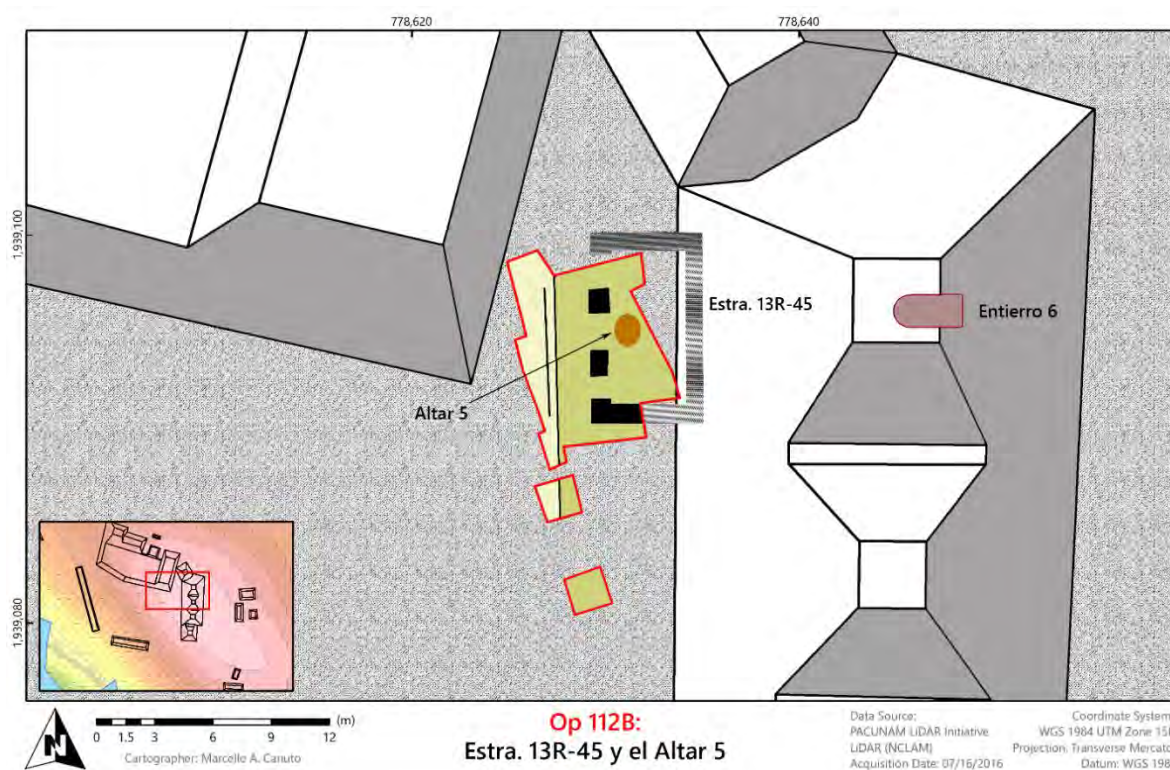 778,620
778,640
1,939,100
Estra. 13R-45
Entierro 6
Altar 5
1,939,080
N
(m)
0 1.5 3 6 9 12
Cartographer: Marcello A. Canuto
Op 112B:
Estra. 13R-45 y el Altar 5
Data Source:
PACUNAM LiDAR Initiative
LiDAR (NCLAM)
Acquisition Date: 07/16/2016
Coordinate System
WGS 1984 UTM Zone
Projection: Transverse Mercato
Datum: WGS 198